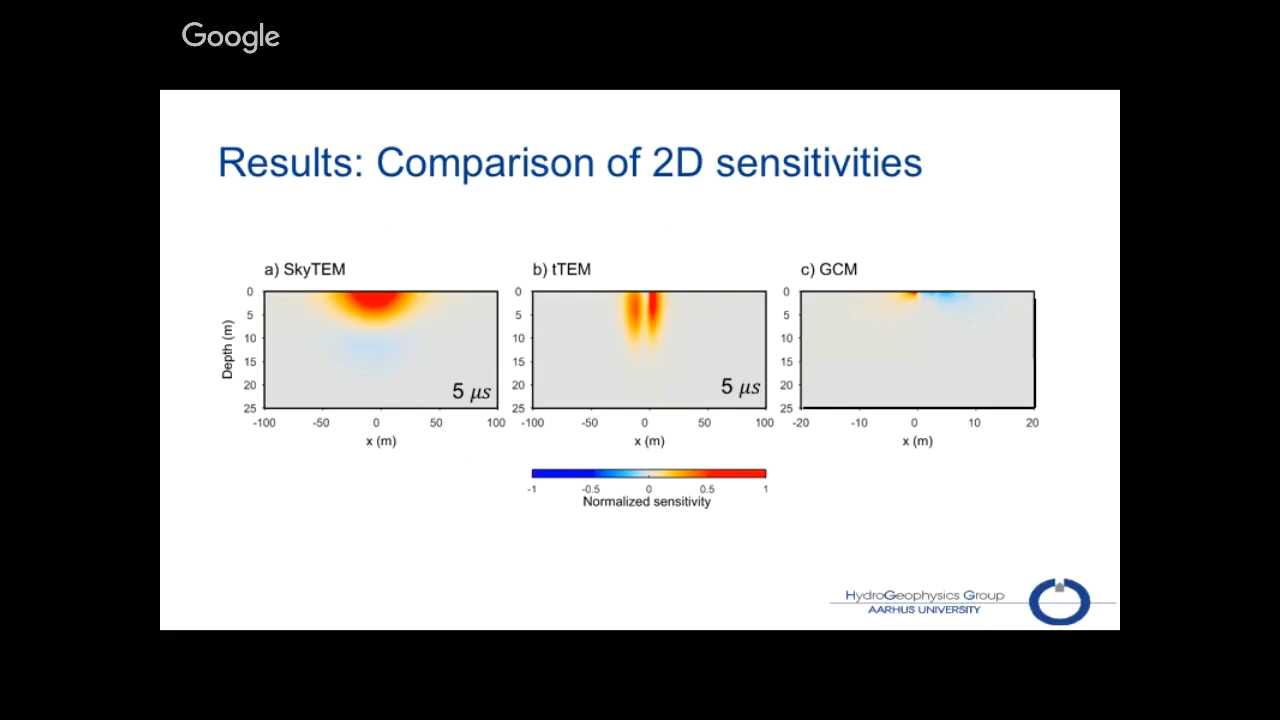 Google
Results: Comparison of 2D sensitivities
a) SkyTEM
b) tTEM
c) GCM
Depth (m)
0
5
10
15
20
25
5 μs
-100 -50 0 50 100
x (m)
0
5
10
15
20
25
5 μs
-100 -50 0 50 100
x (m)
0
5
10
15
20
25
-20 -10 0 10 20
x (m)
-1 -0.5 0 0.5 1
Normalized sensitivity
HydroGeophysics Group
AARHUS UNIVERSITY